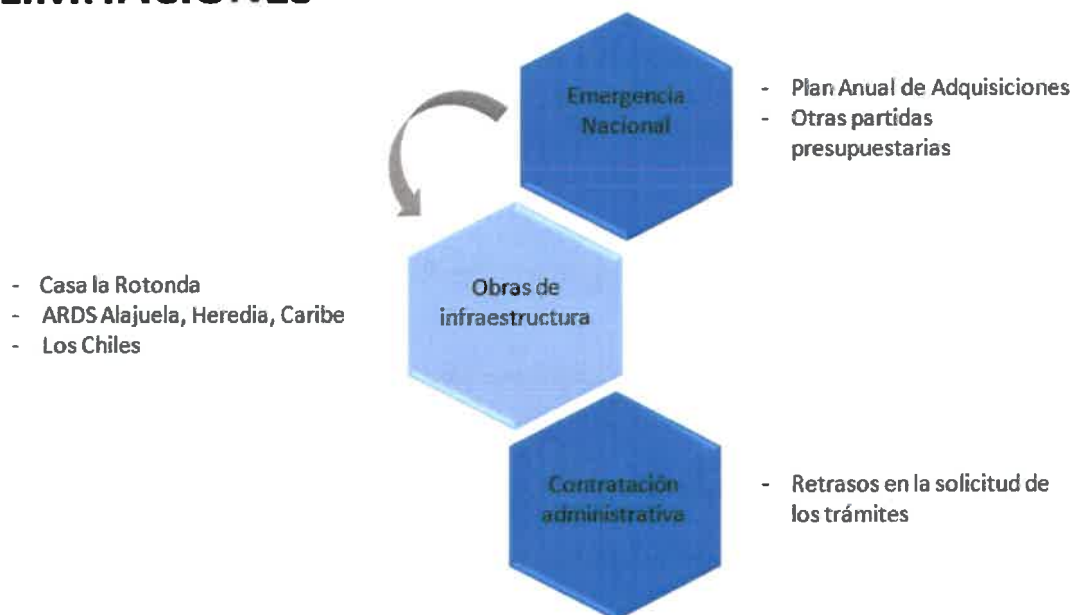 LIMITACIONES
Emergencia
Nacional
- Plan Anual de Adquisiciones
- Otras partidas
presupuestarias
- Casa la Rotonda
- ARDS Alajuela, Heredia, Caribe
- Los Chiles
Obras de
infraestructura
Contratación
administrativa
- Retrasos en la solicitud de
los trámites